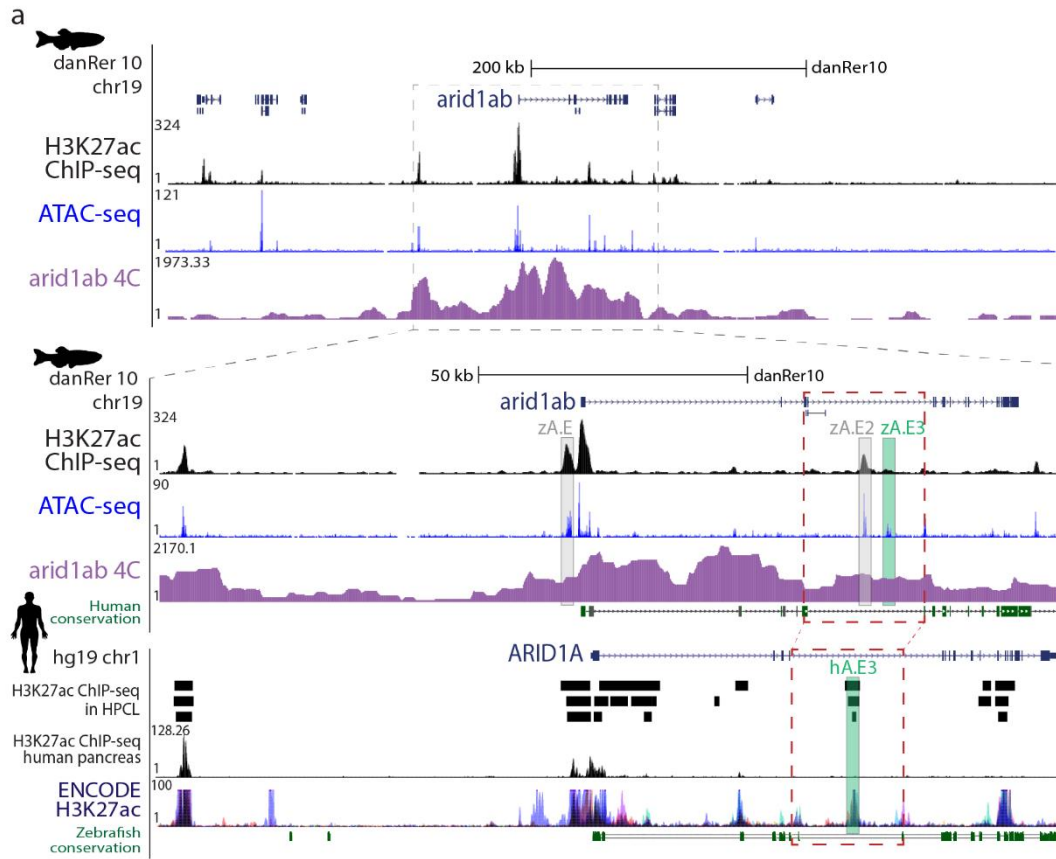 a
danRer 10
chr19
200 kb
danRer10
arid1ab
324
H3K27ac
ChIP-seq
1
121
ATAC-seq
1
1973.33
arid1ab 4C
1
danRer 10
chr19
50 kb
danRer10
arid1ab
324
zA.E
zA.E2
zA.E3
H3K27ac
ChIP-seq
1
90
ATAC-seq
1
2170.1
arid1ab 4C
1
Human
conservation
hg19 chr1
ARID1A
hA.E3
H3K27ac ChIP-seq
in HPCL
128.26
H3K27ac ChIP-seq
human pancreas
1
100
ENCODE
H3K27ac
1
Zebrafish
conservation